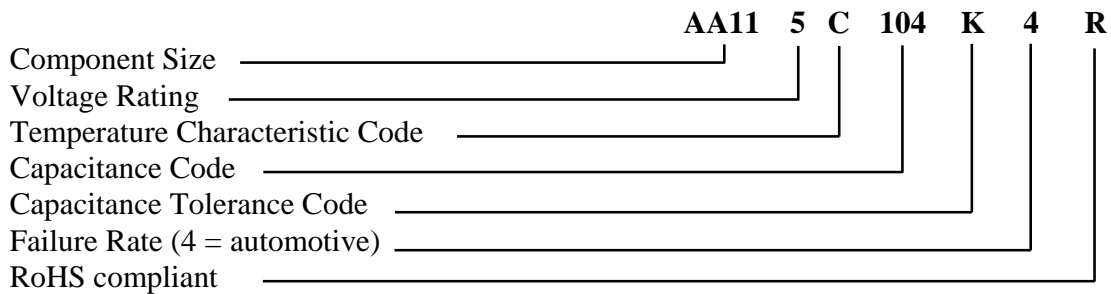 AA11 5 C 104 K 4 R
Component Size
Voltage Rating
Temperature Characteristic Code
Capacitance Code
Capacitance Tolerance Code
Failure Rate (4 = automotive)
RoHS compliant